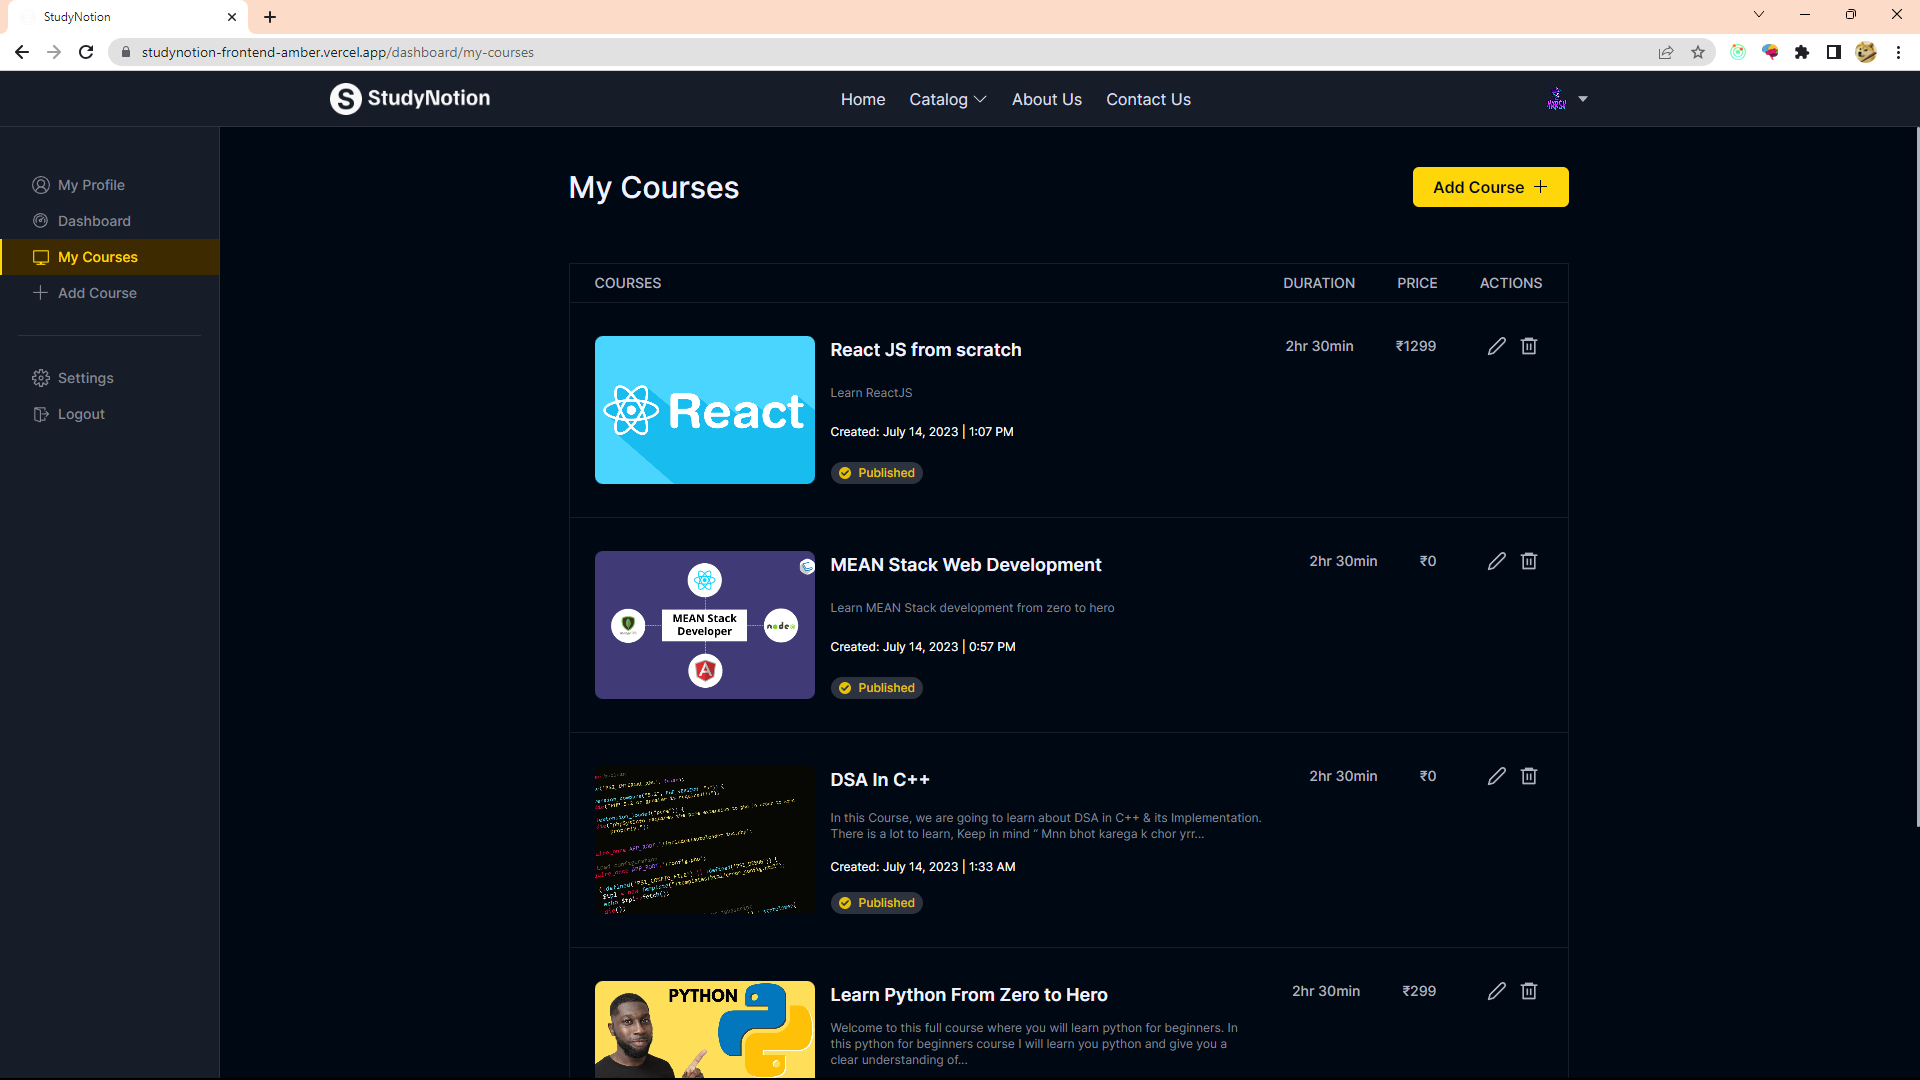 StudyNotion
studynotion-frontend-amber.vercel.app/dashboard/my-courses
StudyNotion
Home
Catalog
About Us
Contact Us
My Profile
Dashboard
My Courses
Add Course
Settings
Logout
My Courses
Add Course
COURSES
DURATION
PRICE
ACTIONS
React
React JS from scratch
Learn ReactJS
Created: July 14, 2023 | 1:07 PM
Published
2hr 30min
₹1299
MEAN Stack
Developer
node
MEAN Stack Web Development
Learn MEAN Stack development from zero to hero
Created: July 14, 2023 | 0:57 PM
Published
2hr 30min
₹0
DSA In C++
In this Course, we are going to learn about DSA in C++ & its Implementation.
There is a lot to learn, Keep in mind “ Mnn bhot karega k chor yrr...
Created: July 14, 2023 | 1:33 AM
Published
2hr 30min
₹0
PYTHON
Learn Python From Zero to Hero
Welcome to this full course where you will learn python for beginners. In
this python for beginners course I will learn you python and give you a
clear understanding of...
2hr 30min
₹299